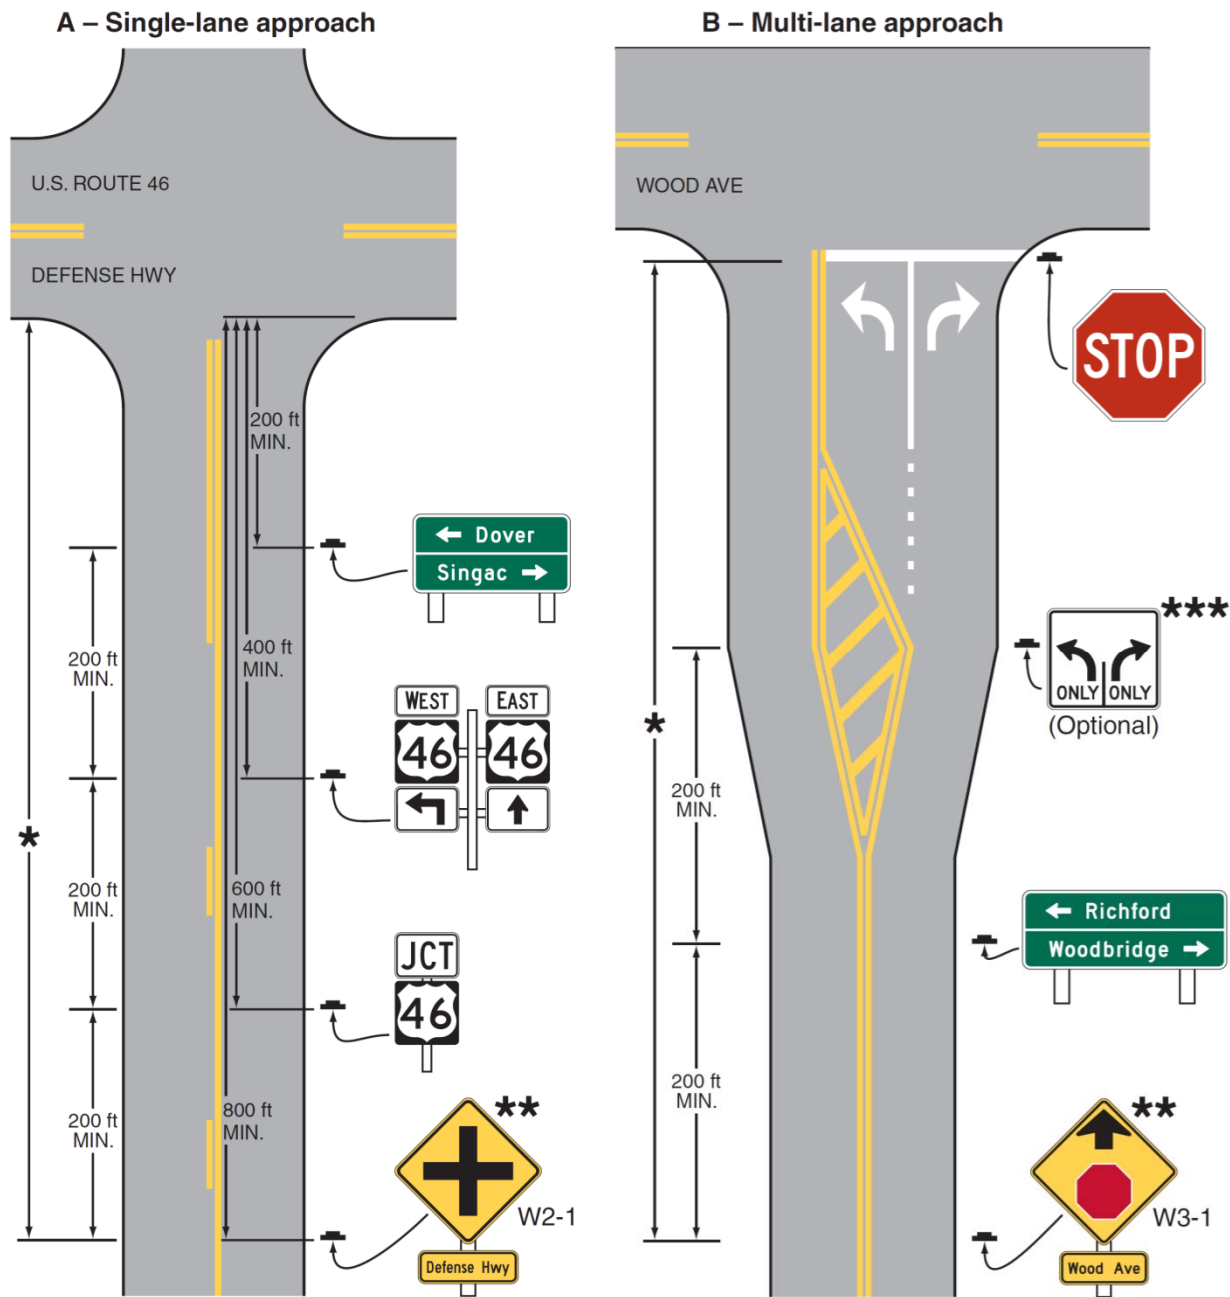 A – Single-lane approach
U.S. ROUTE 46
DEFENSE HWY
200 ft
MIN.
← Dover
Singac →
200 ft
MIN.
400 ft
MIN.
WEST
46
EAST
46
*
200 ft
MIN.
600 ft
MIN.
JCT
46
200 ft
MIN.
800 ft
MIN.
**
W2-1
Defense Hwy
B – Multi-lane approach
WOOD AVE
STOP
***
ONLY ONLY
(Optional)
*
200 ft
MIN.
← Richford
Woodbridge →
200 ft
MIN.
**
W3-1
Wood Ave